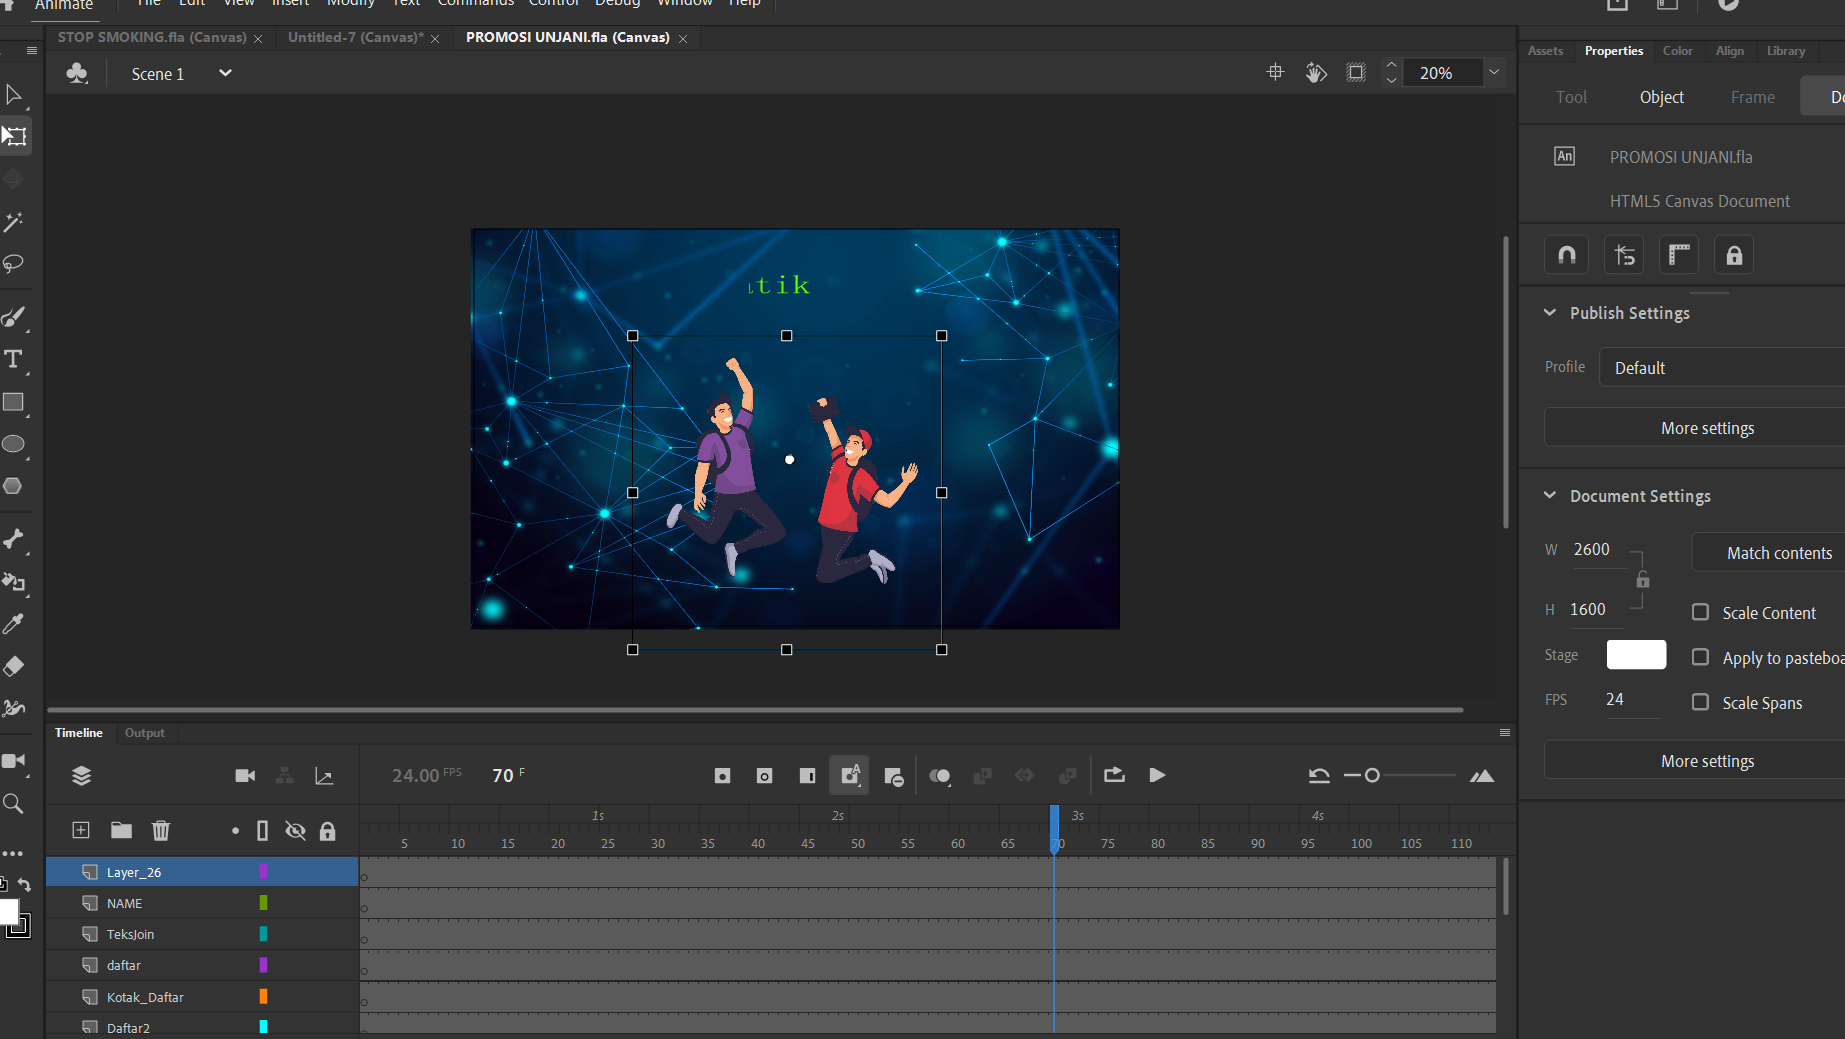 Animate File Edit View Insert Modify Text Commands Control Debug Window Help
STOP SMOKING.fla (Canvas) Untitled-7 (Canvas)* PROMOSI UNJANI.fla (Canvas)
Scene 1
20%
tik
Assets Properties Color Align Library
Tool Object Frame
An PROMOSI UNJANI.fla
HTML5 Canvas Document
Publish Settings
Profile Default
More settings
Document Settings
W 2600 Match contents
H 1600 Scale Content
Stage Apply to pasteboa
FPS 24 Scale Spans
More settings
Timeline Output
24.00 FPS 70 F
1s 2s 3s 4s
5 10 15 20 25 30 35 40 45 50 55 60 65 70 75 80 85 90 95 100 105 110
Layer_26
NAME
TeksJoin
daftar
Kotak_Daftar
Daftar2